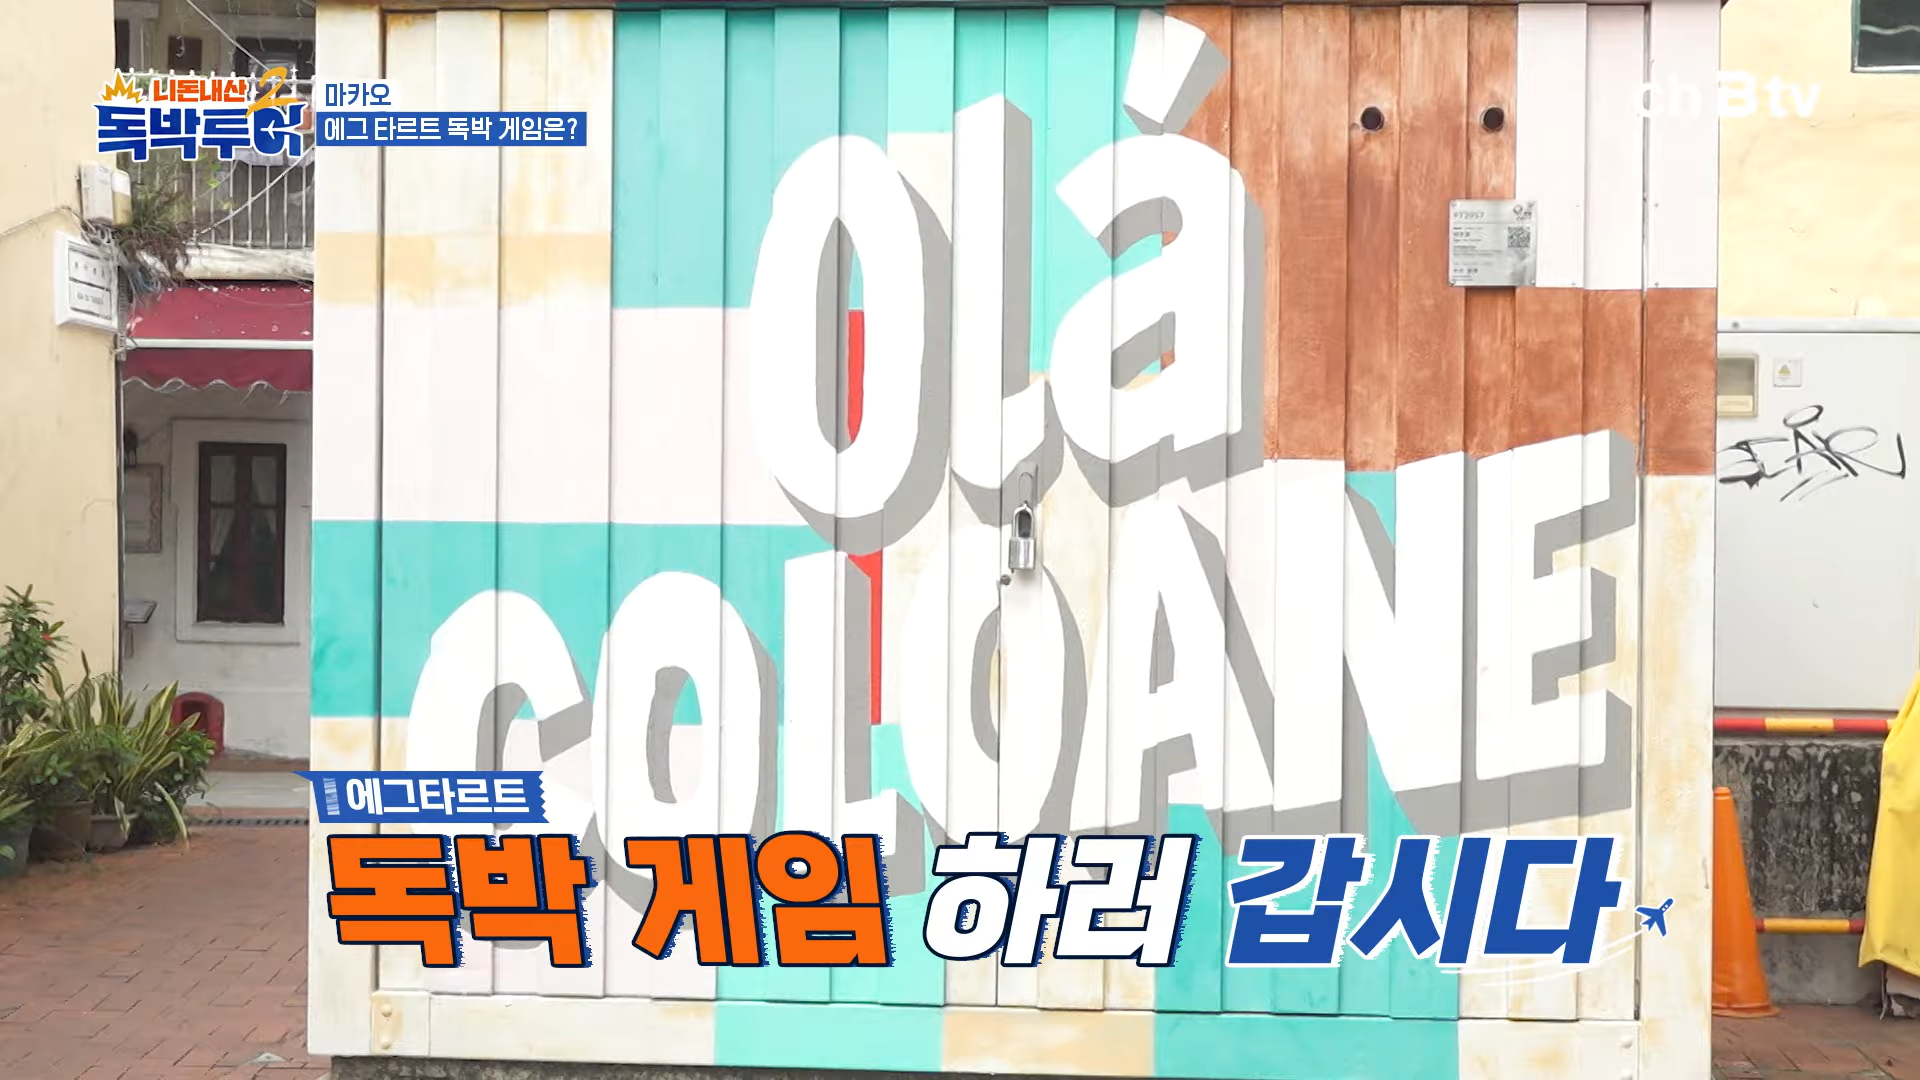 니돈내산
독박투어2
마카오
에그 타르트 독박 게임은?
ch B tv
Olà
COLOANE
에그타르트
독박 게임 하러 갑시다